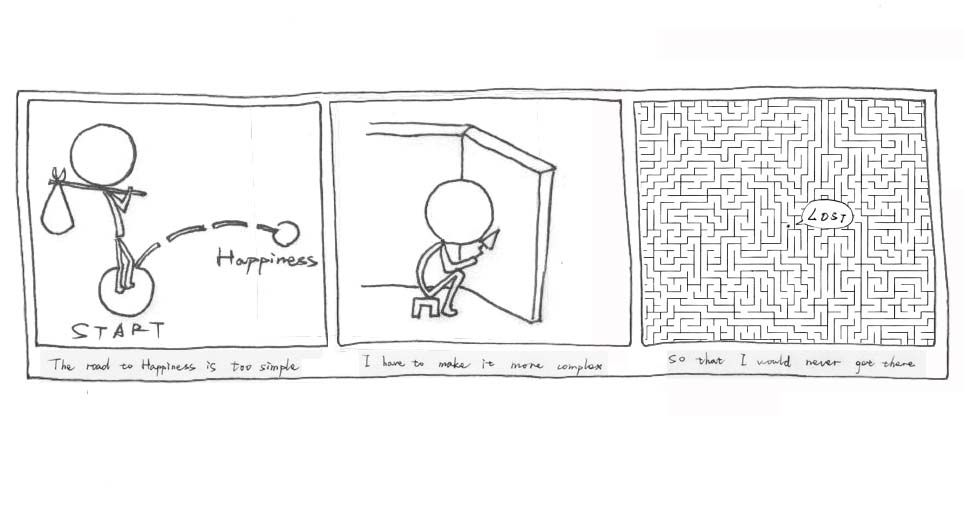 Happiness
START
The road to Happiness is too simple
I have to make it more complex
LOST
So that I would never got there